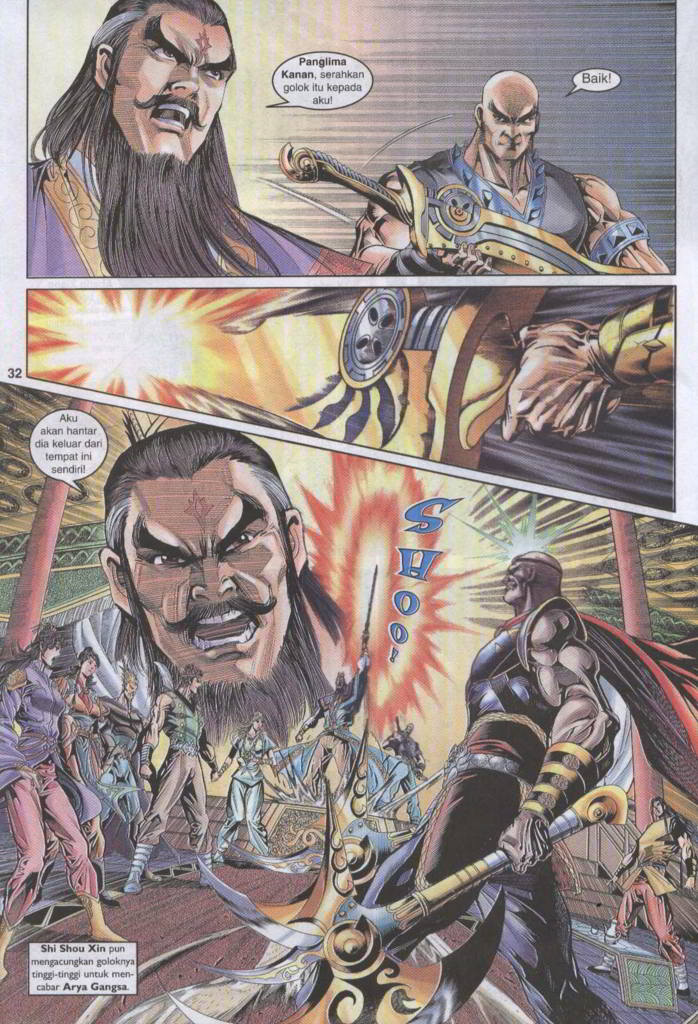 Panglima
Kanan, serahkan
golok itu kepada
aku!
Baik!
32
Aku
akan hantar
dia keluar dari
tempat ini
sendiri!
SHOOO!
Shi Shou Xin pun
mengacungkan goloknya
tinggi-tinggi untuk men-
cabar Arya Gangsa.